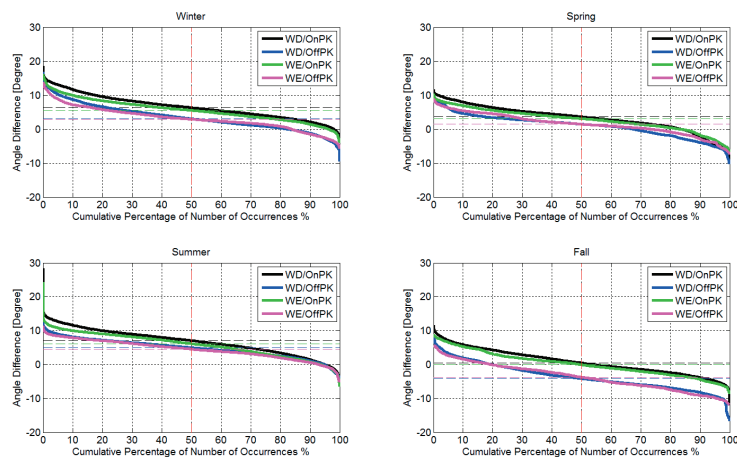 Winter
30
20
10
0
-10
-20
0 10 20 30 40 50 60 70 80 90 100
Angle Difference [Degree]
Cumulative Percentage of Number of Occurrences %
WD/OnPK
WD/OffPK
WE/OnPK
WE/OffPK
Spring
30
20
10
0
-10
-20
0 10 20 30 40 50 60 70 80 90 100
Angle Difference [Degree]
Cumulative Percentage of Number of Occurrences %
WD/OnPK
WD/OffPK
WE/OnPK
WE/OffPK
Summer
30
20
10
0
-10
-20
0 10 20 30 40 50 60 70 80 90 100
Angle Difference [Degree]
Cumulative Percentage of Number of Occurrences %
WD/OnPK
WD/OffPK
WE/OnPK
WE/OffPK
Fall
30
20
10
0
-10
-20
0 10 20 30 40 50 60 70 80 90 100
Angle Difference [Degree]
Cumulative Percentage of Number of Occurrences %
WD/OnPK
WD/OffPK
WE/OnPK
WE/OffPK